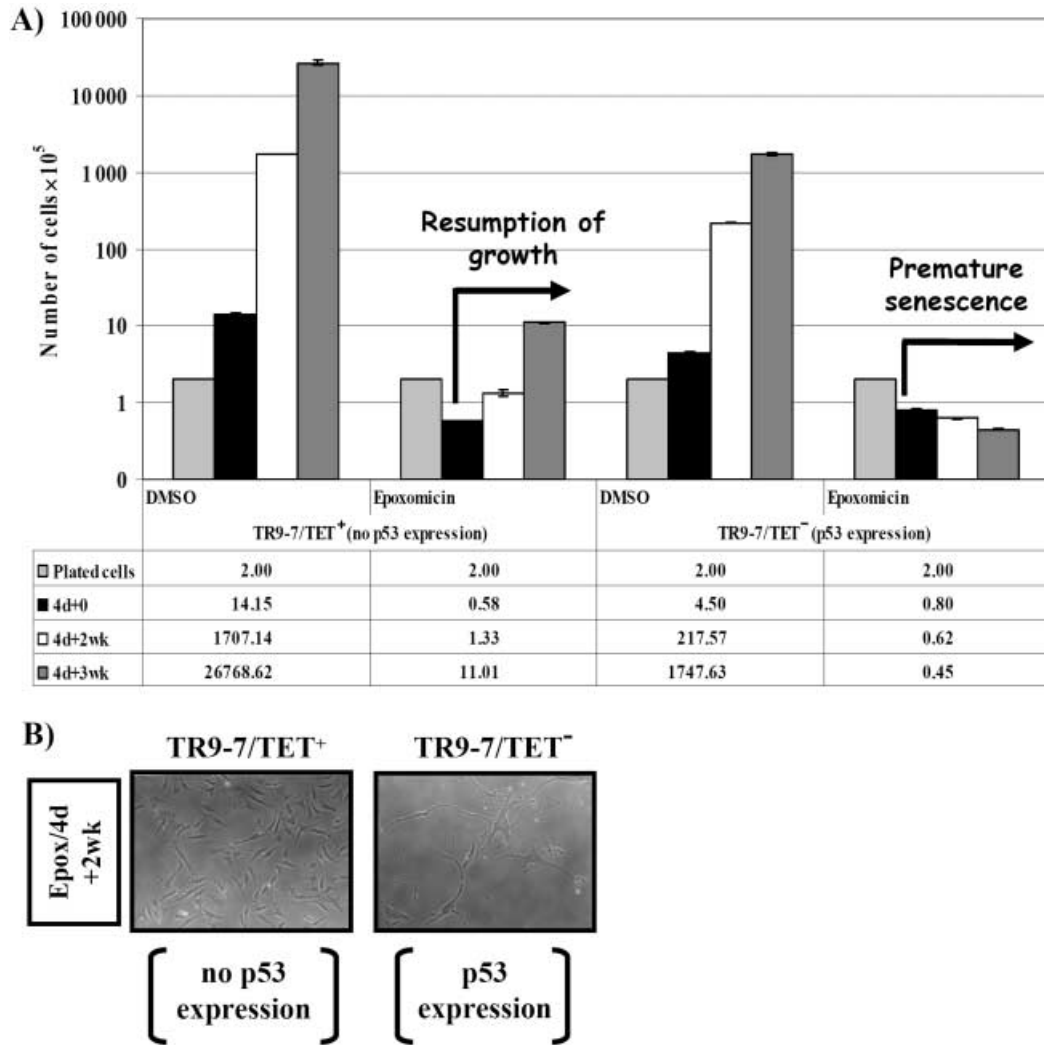 A)
100 000
10 000
1 000
100
10
1
0
Number of cells×10⁵
Resumption of
growth
Premature
senescence
DMSO Epoxomicin DMSO Epoxomicin
TR9-7/TET⁺ (no p53 expression) TR9-7/TET⁻ (p53 expression)
Plated cells 2.00 2.00 2.00 2.00
4d+0 14.15 0.58 4.50 0.80
4d+2wk 1707.14 1.33 217.57 0.62
4d+3wk 26768.62 11.01 1747.63 0.45
B)
TR9-7/TET⁺ TR9-7/TET⁻
Epox/4d
+2wk
no p53
expression
p53
expression